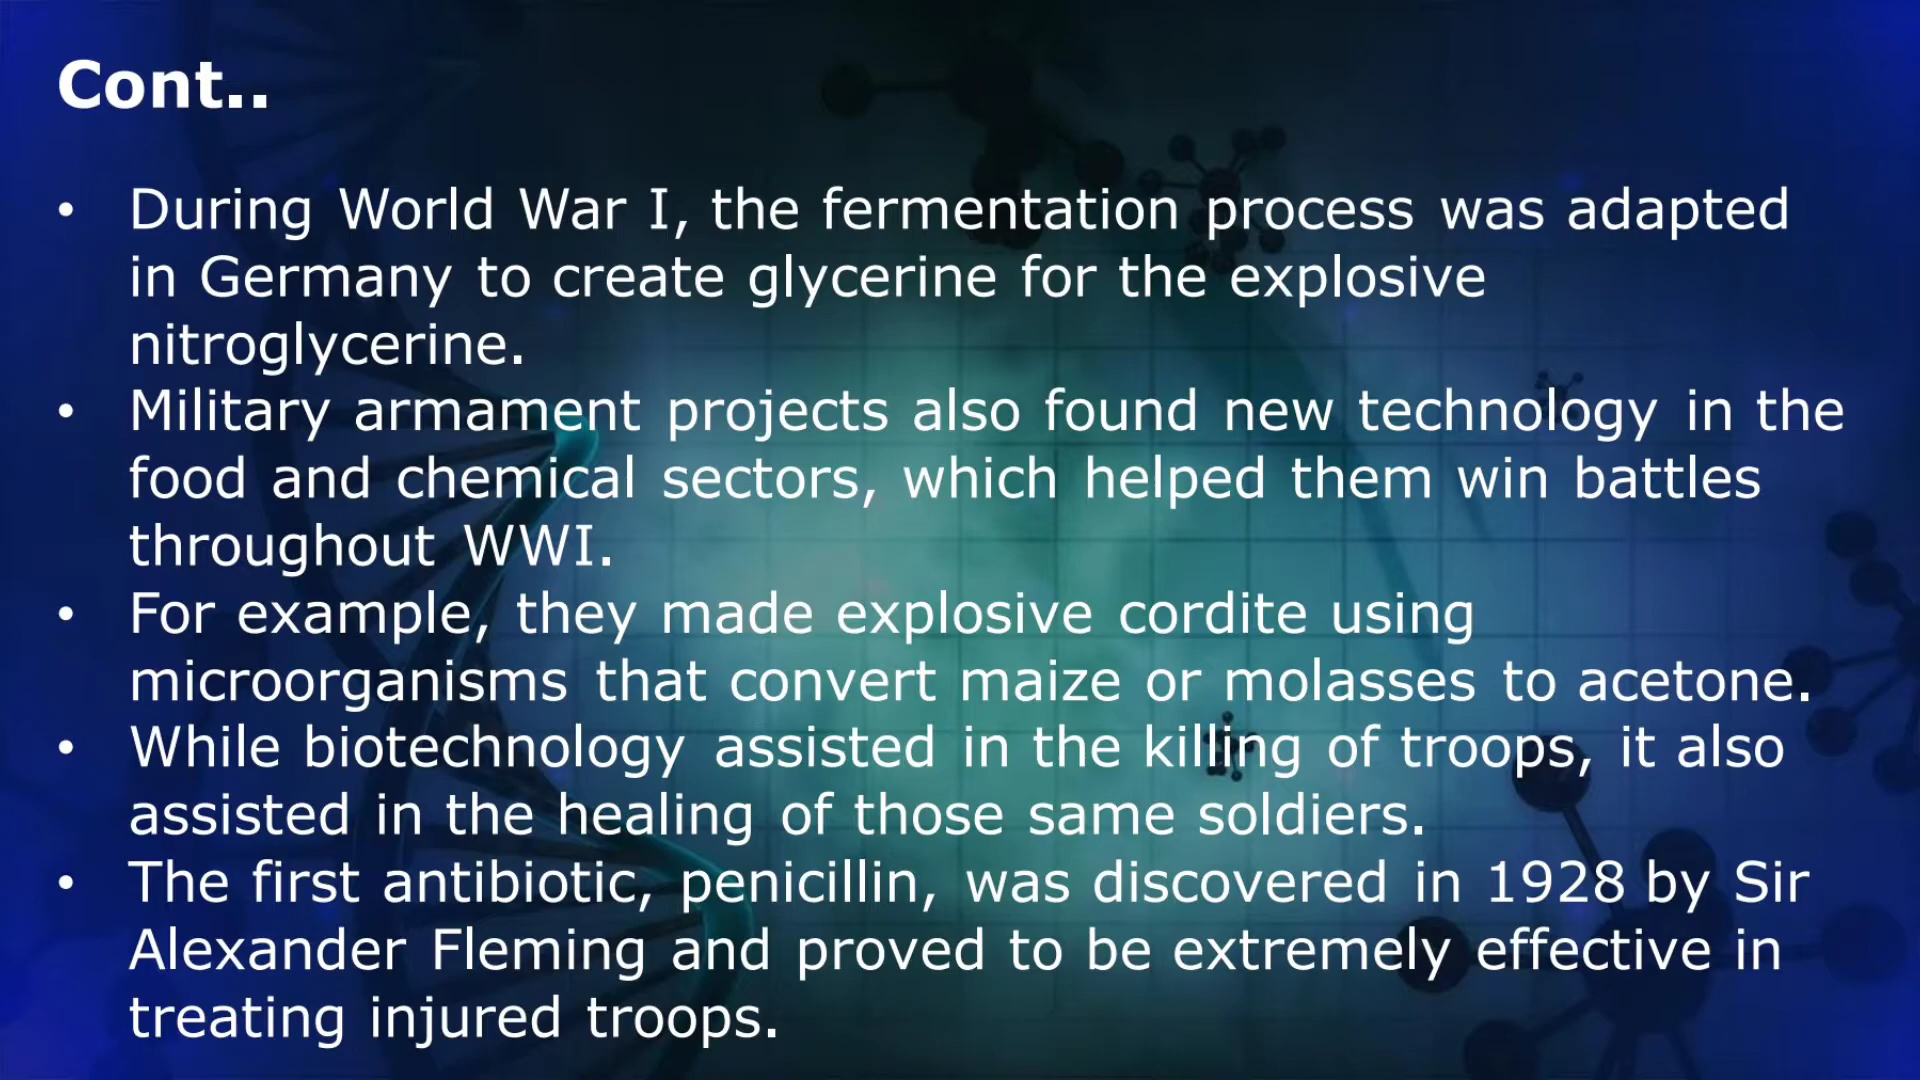 Cont..
• During World War I, the fermentation process was adapted
in Germany to create glycerine for the explosive
nitroglycerine.
• Military armament projects also found new technology in the
food and chemical sectors, which helped them win battles
throughout WWI.
• For example, they made explosive cordite using
microorganisms that convert maize or molasses to acetone.
• While biotechnology assisted in the killing of troops, it also
assisted in the healing of those same soldiers.
• The first antibiotic, penicillin, was discovered in 1928 by Sir
Alexander Fleming and proved to be extremely effective in
treating injured troops.